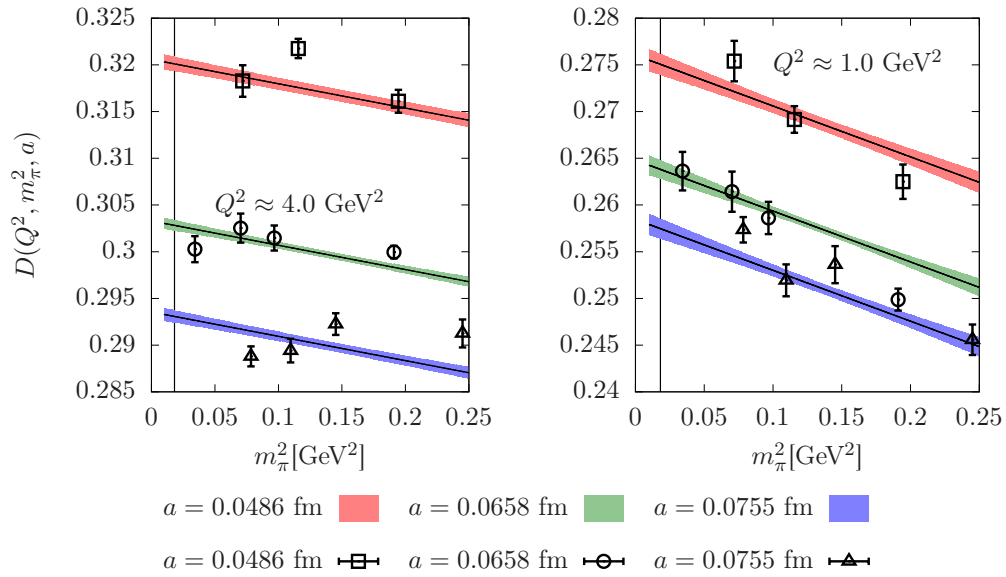 D(Q², m_π², a)
0.325
0.32
0.315
0.31
0.305
0.3
0.295
0.29
0.285
Q² ≈ 4.0 GeV²
0 0.05 0.1 0.15 0.2 0.25
m_π²[GeV²]
0.28
0.275
0.27
0.265
0.26
0.255
0.25
0.245
0.24
Q² ≈ 1.0 GeV²
0 0.05 0.1 0.15 0.2 0.25
m_π²[GeV²]
a = 0.0486 fm a = 0.0658 fm a = 0.0755 fm
a = 0.0486 fm a = 0.0658 fm a = 0.0755 fm